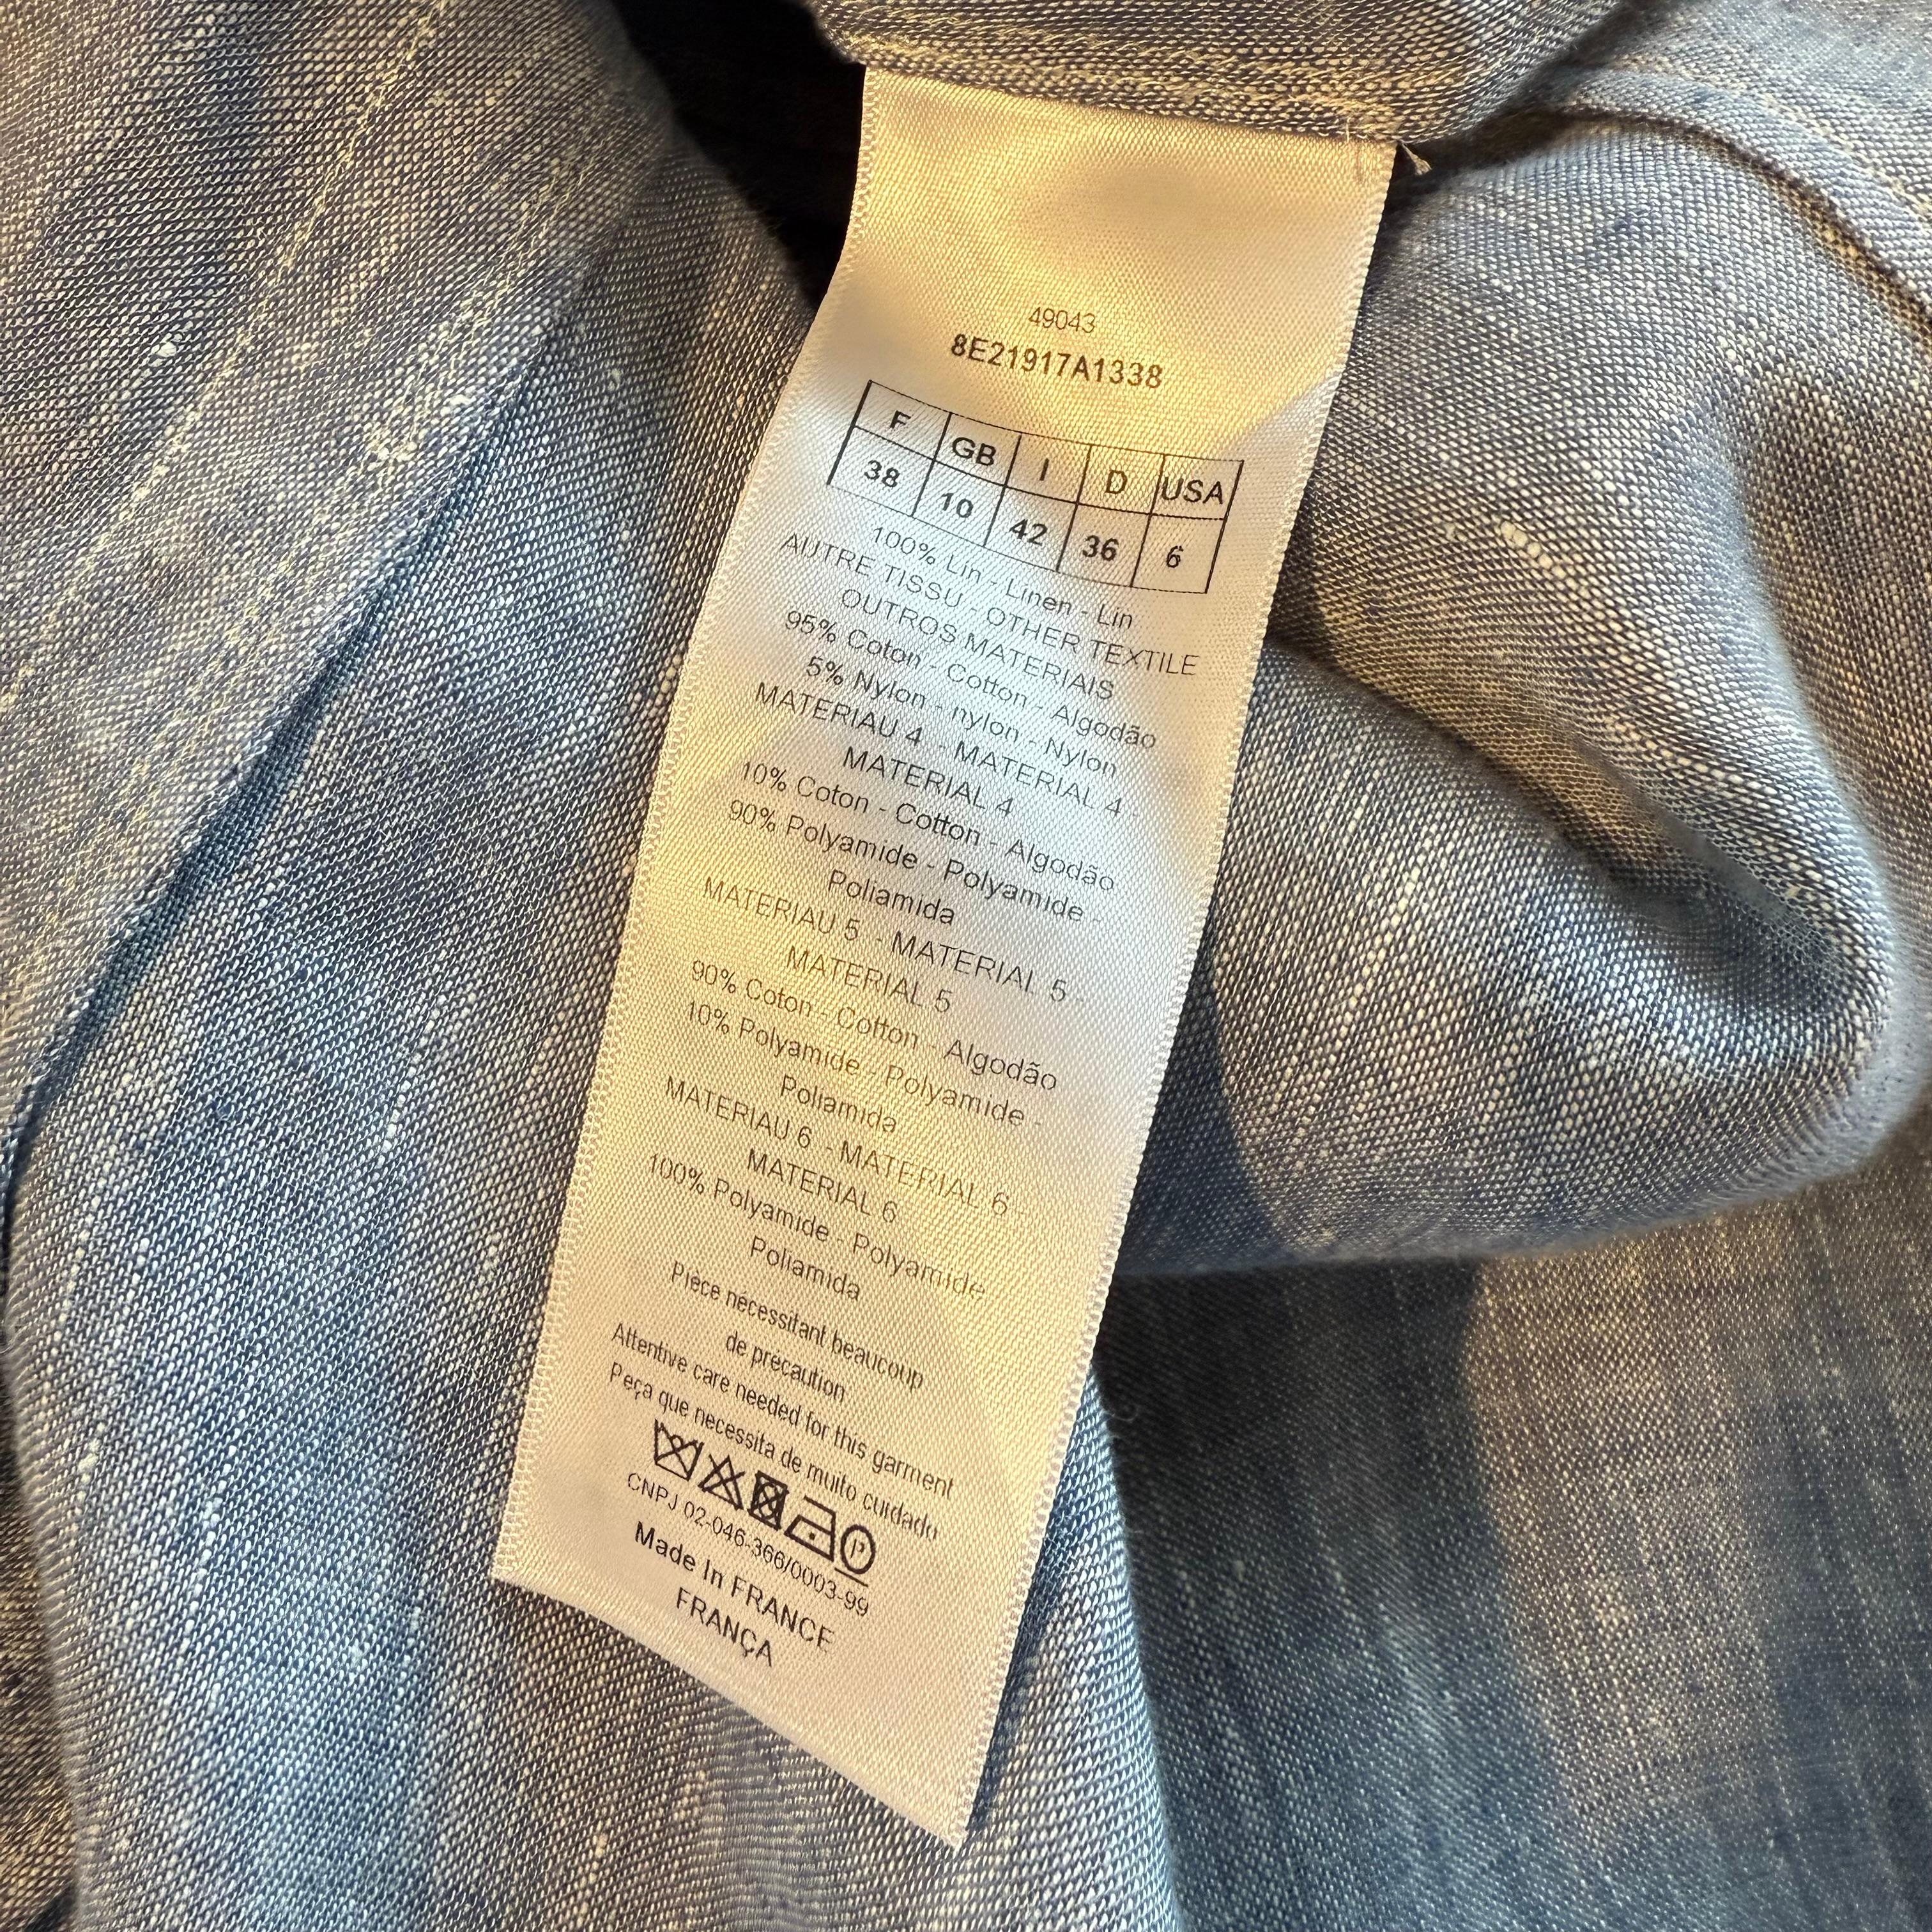 49043
8E21917A1338
F GB I D USA
38 10 42 36 6
100% Lin - Linen - Lin
AUTRE TISSU - OTHER TEXTILE
OUTROS MATERIAIS
95% Coton - Cotton - Algodão
5% Nylon - nylon - Nylon
MATERIAU 4 - MATERIAL 4
MATERIAL 4
10% Coton - Cotton - Algodão
90% Polyamide - Polyamide -
Poliamida
MATERIAU 5 - MATERIAL 5 -
MATERIAL 5
90% Coton - Cotton - Algodão
10% Polyamide - Polyamide -
Poliamida
MATERIAU 6 - MATERIAL 6
MATERIAL 6
100% Polyamide - Polyamide
Poliamida
Pièce nécessitant beaucoup
de précaution
Attentive care needed for this garment
Peça que necessita de muito cuidado
P
CNPJ 02-046-366/0003-99
Made In FRANCE
FRANÇA